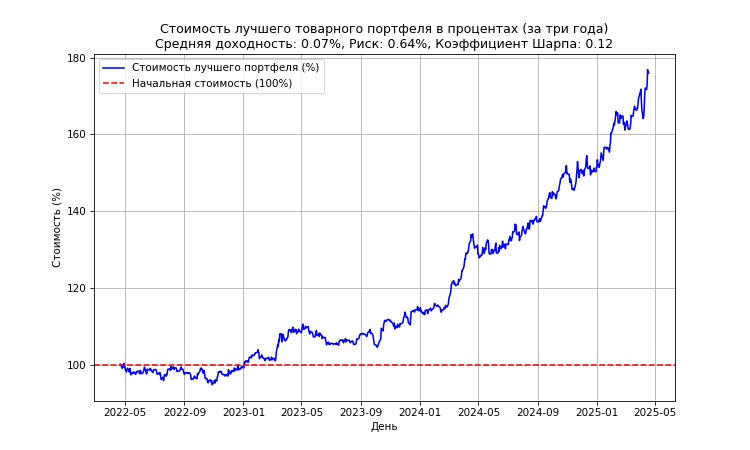 Стоимость лучшего товарного портфеля в процентах (за три года)
Средняя доходность: 0.07%, Риск: 0.64%, Коэффициент Шарпа: 0.12
Стоимость лучшего портфеля (%)
Начальная стоимость (100%)
Стоимость (%)
180
160
140
120
100
2022-05 2022-09 2023-01 2023-05 2023-09 2024-01 2024-05 2024-09 2025-01 2025-05
День